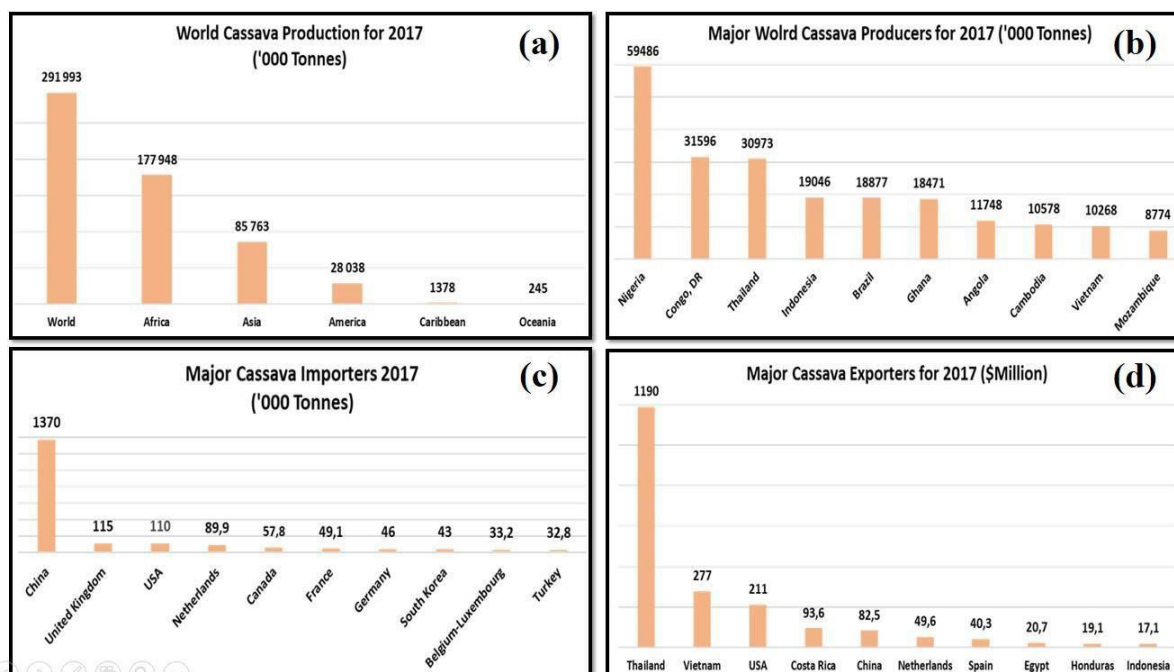 World Cassava Production for 2017
('000 Tonnes)
(a)
291 993
177 948
85 763
28 038
1378
245
World Africa Asia America Caribbean Oceania
Major Wolrd Cassava Producers for 2017 ('000 Tonnes)
(b)
59486
31596
30973
19046
18877
18471
11748
10578
10268
8774
Nigeria
Congo, DR
Thailand
Indonesia
Brazil
Ghana
Angola
Cambodia
Vietnam
Mozambique
Major Cassava Importers 2017
('000 Tonnes)
(c)
1370
115
110
89,9
57,8
49,1
46
43
33,2
32,8
China
United Kingdom
USA
Netherlands
Canada
France
Germany
South Korea
Belgium-Luxembourg
Turkey
Major Cassava Exporters for 2017 ($Million)
(d)
1190
277
211
93,6
82,5
49,6
40,3
20,7
19,1
17,1
Thailand Vietnam USA Costa Rica China Netherlands Spain Egypt Honduras Indonesia